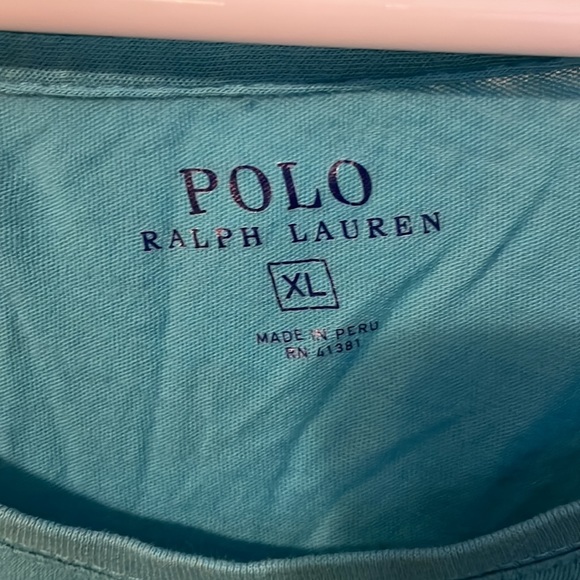 POLO
RALPH LAUREN
XL
MADE IN PERU
RN 41381